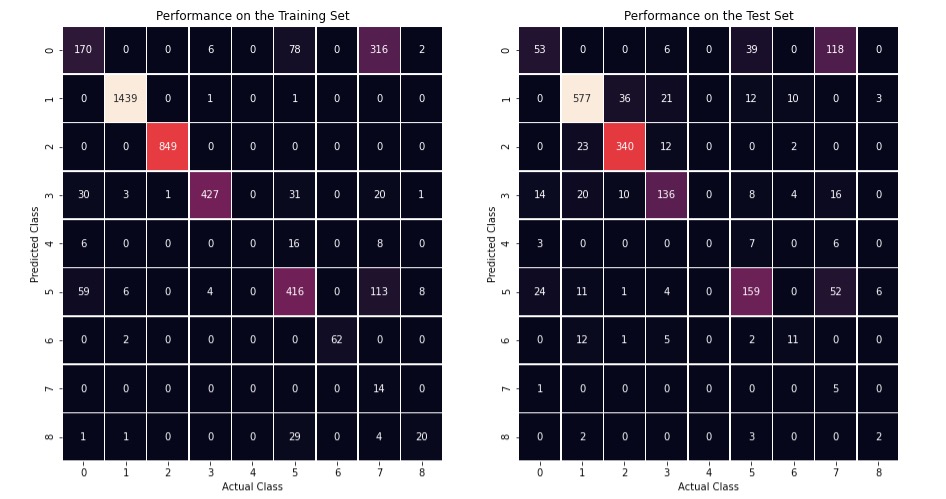 Performance on the Training Set
0 170 0 0 6 0 78 0 316 2
1 0 1439 0 1 0 1 0 0 0
2 0 0 849 0 0 0 0 0 0
3 30 3 1 427 0 31 0 20 1
4 6 0 0 0 0 16 0 8 0
5 59 6 0 4 0 416 0 113 8
6 0 2 0 0 0 0 62 0 0
7 0 0 0 0 0 0 0 14 0
8 1 1 0 0 0 29 0 4 20
0 1 2 3 4 5 6 7 8
Predicted Class
Actual Class
Performance on the Test Set
0 53 0 0 6 0 39 0 118 0
1 0 577 36 21 0 12 10 0 3
2 0 23 340 12 0 0 2 0 0
3 14 20 10 136 0 8 4 16 0
4 3 0 0 0 0 7 0 6 0
5 24 11 1 4 0 159 0 52 6
6 0 12 1 5 0 2 11 0 0
7 1 0 0 0 0 0 0 5 0
8 0 2 0 0 0 3 0 0 2
0 1 2 3 4 5 6 7 8
Predicted Class
Actual Class